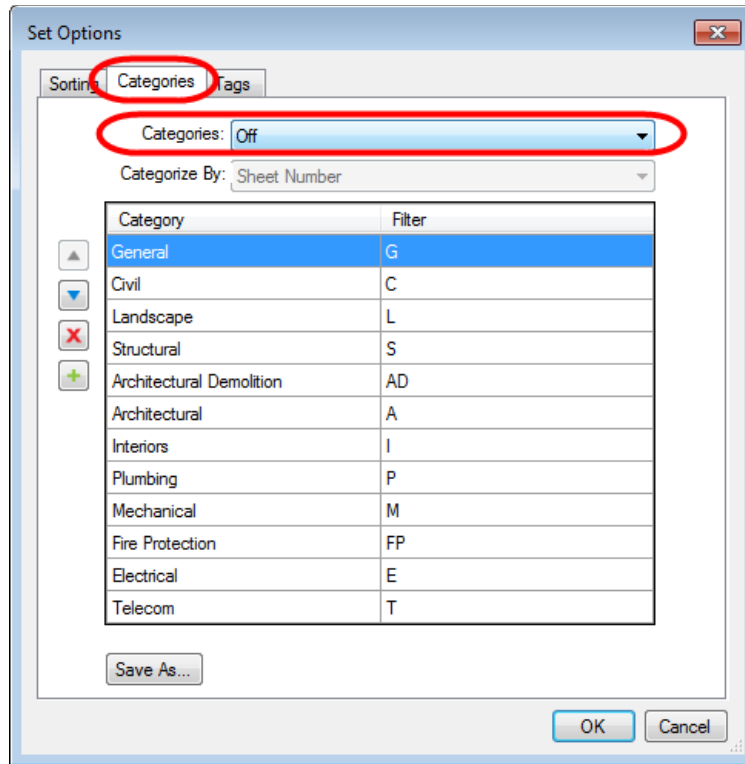 Set Options
Sorting Categories Tags
Categories: Off
Categorize By: Sheet Number
Category Filter
General G
Civil C
Landscape L
Structural S
Architectural Demolition AD
Architectural A
Interiors I
Plumbing P
Mechanical M
Fire Protection FP
Electrical E
Telecom T
Save As...
OK Cancel